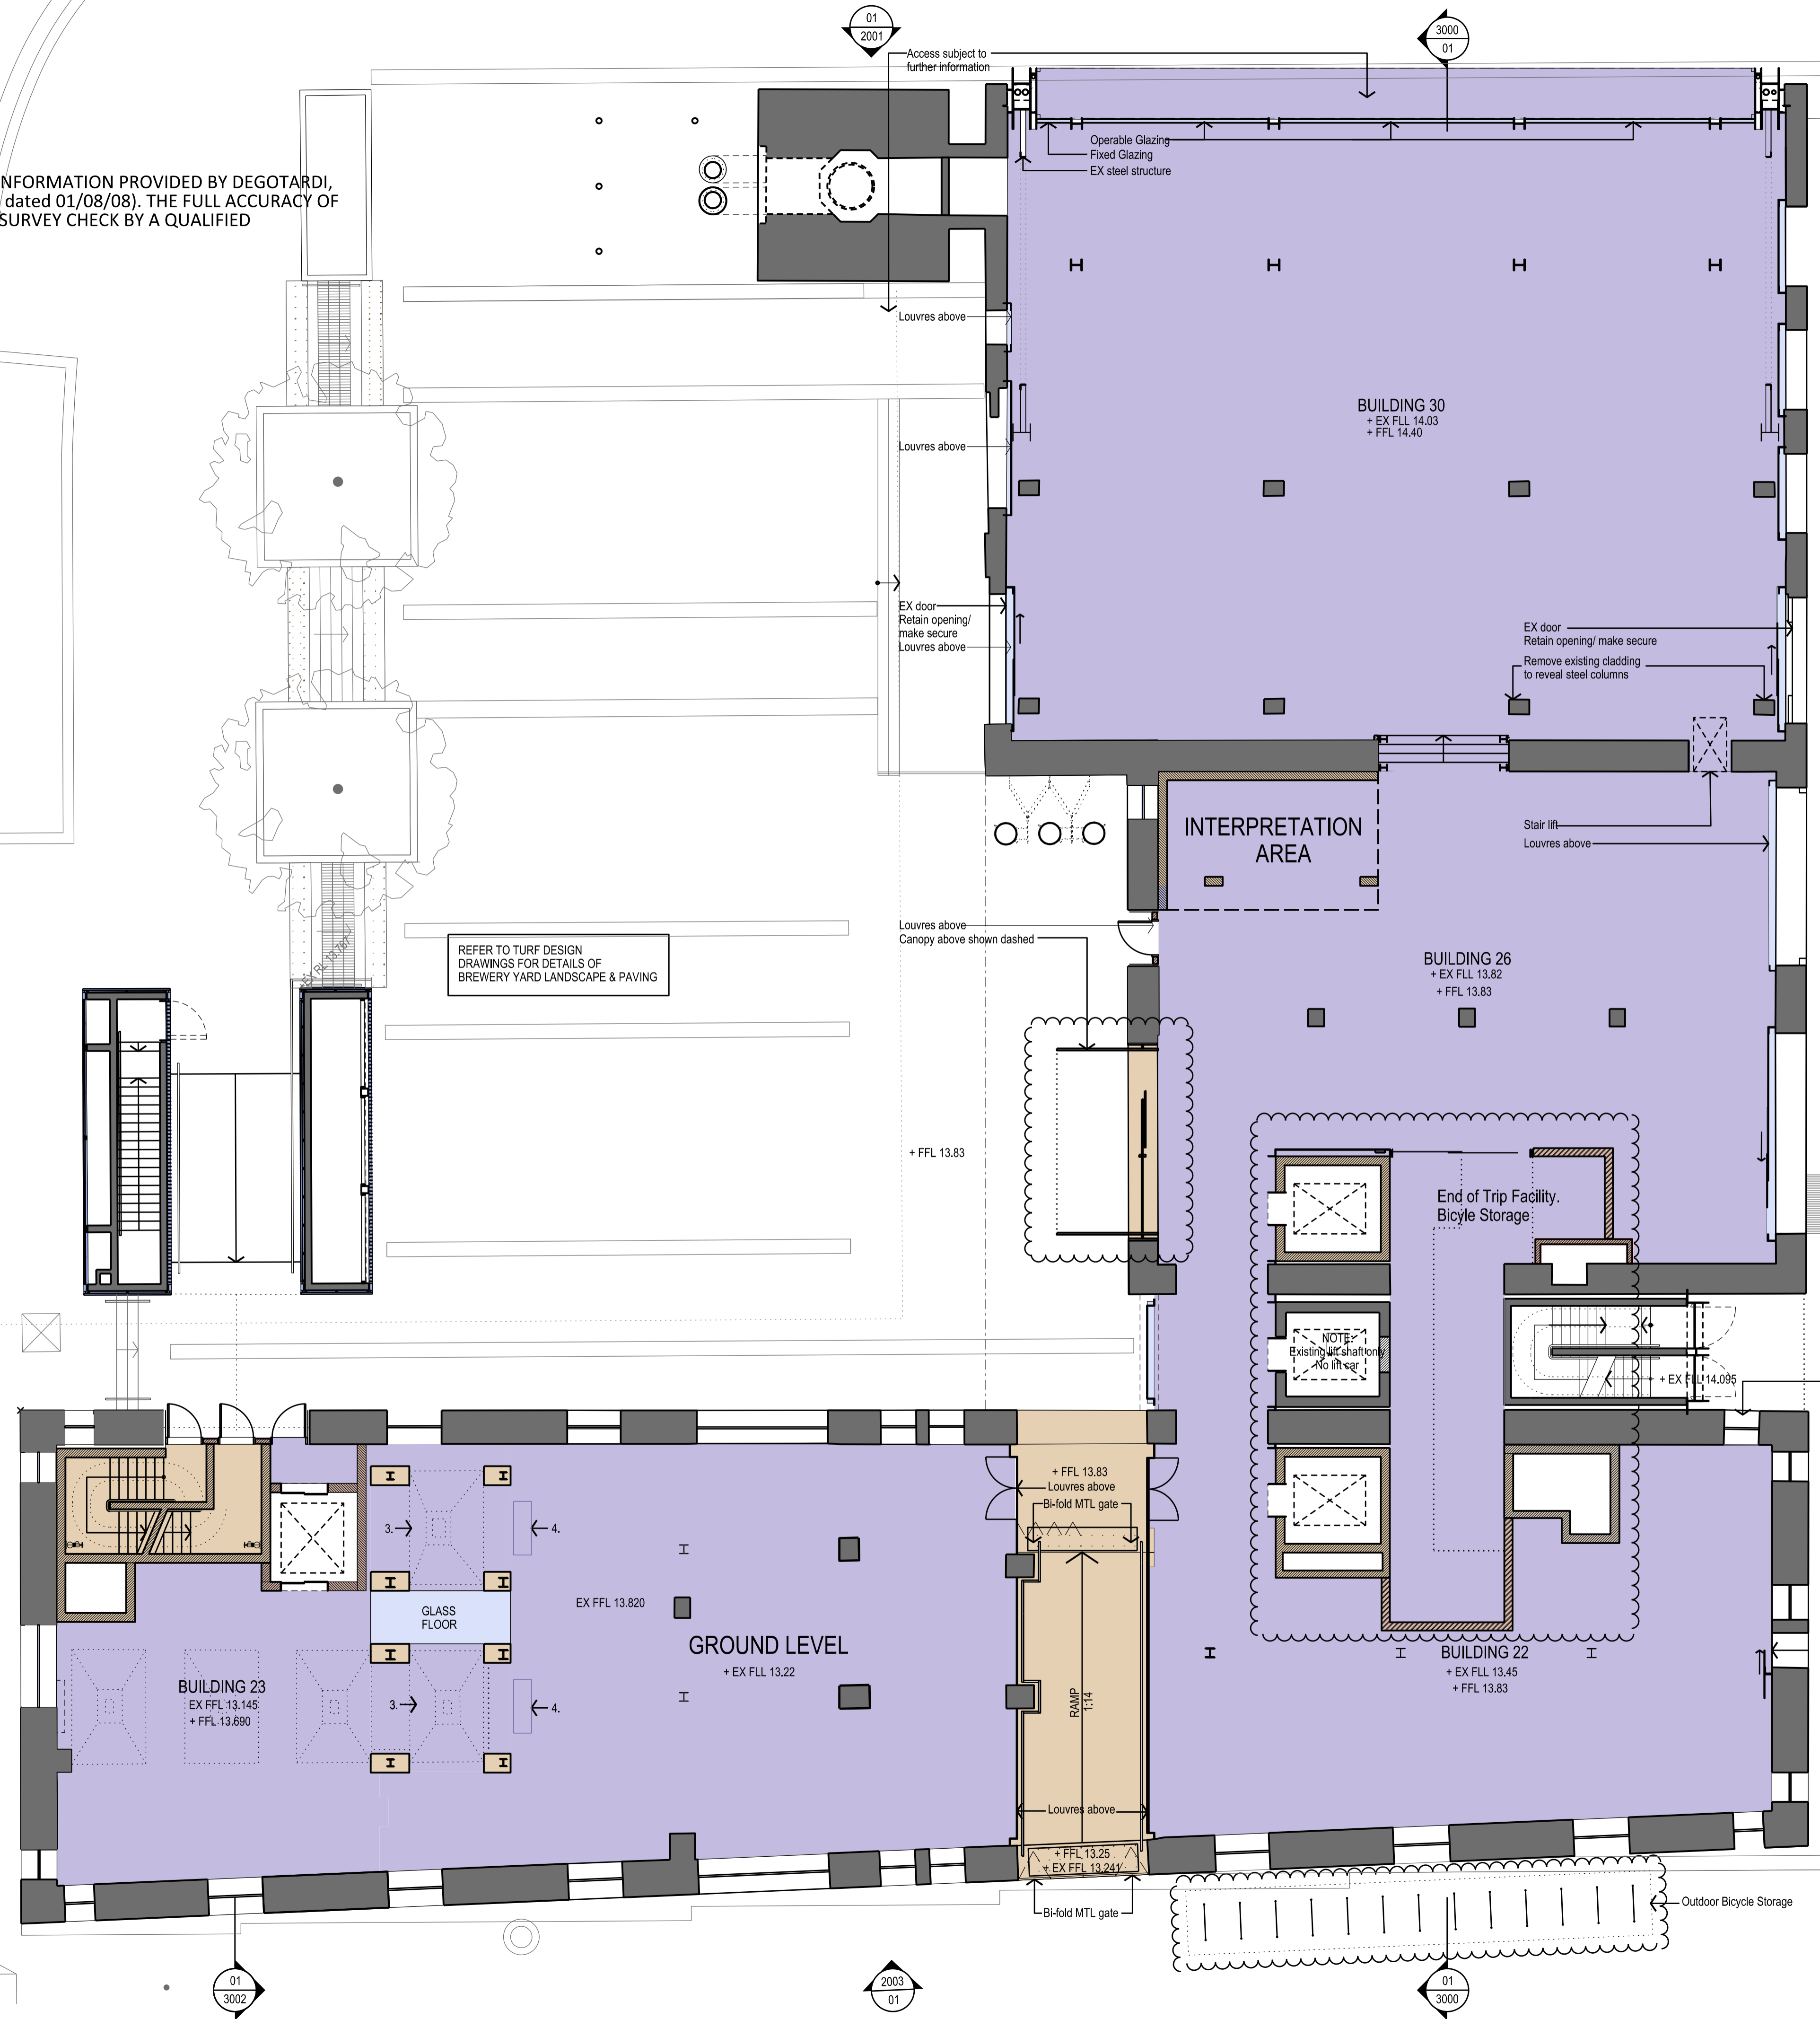 01
2001
3000
01
Access subject to
further information
Operable Glazing
Fixed Glazing
EX steel structure
NFORMATION PROVIDED BY DEGOTARDI,
dated 01/08/08). THE FULL ACCURACY OF
SURVEY CHECK BY A QUALIFIED
Louvres above
BUILDING 30
+ EX FLL 14.03
+ FFL 14.40
Louvres above
EX door
Retain opening/
make secure
Louvres above
EX door
Retain opening/ make secure
Remove existing cladding
to reveal steel columns
INTERPRETATION
AREA
Stair lift
Louvres above
Louvres above
Canopy above shown dashed
REFER TO TURF DESIGN
DRAWINGS FOR DETAILS OF
BREWERY YARD LANDSCAPE & PAVING
EX RL 13.767
BUILDING 26
+ EX FLL 13.82
+ FFL 13.83
+ FFL 13.83
End of Trip Facility.
Bicyle Storage
NOTE:
Existing lift shaft only
No lift car
+ EX FLL 14.095
+ FFL 13.83
Louvres above
Bi-fold MTL gate
3.
4.
GLASS
FLOOR
EX FFL 13.820
GROUND LEVEL
+ EX FLL 13.22
RAMP
1:14
BUILDING 23
EX FFL 13.145
+ FFL 13.690
3.
4.
BUILDING 22
+ EX FLL 13.45
+ FFL 13.83
Louvres above
+ FFL 13.25
+ EX FFL 13.241
Bi-fold MTL gate
Outdoor Bicycle Storage
01
3002
2003
01
01
3000